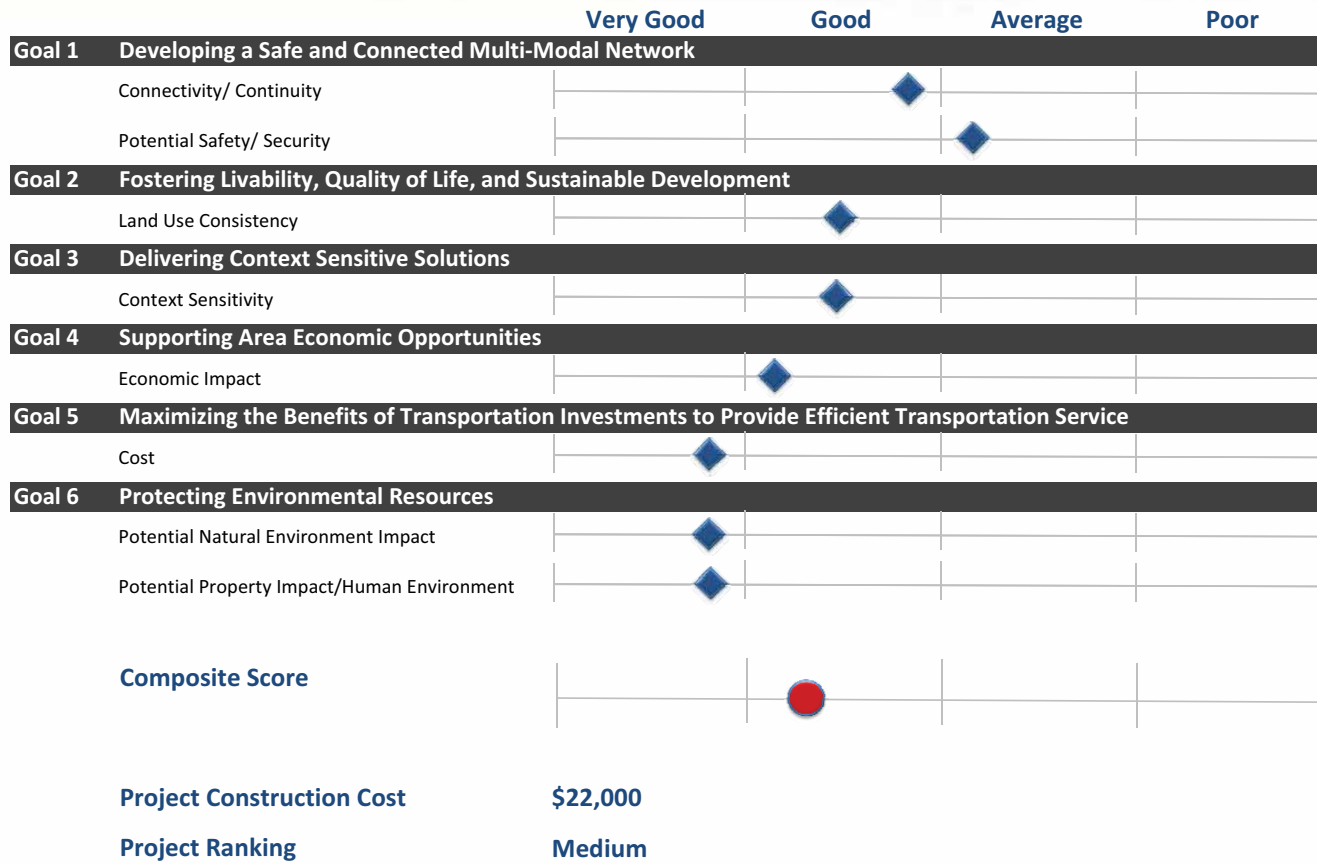 Very Good Good Average Poor
Goal 1 Developing a Safe and Connected Multi-Modal Network
Connectivity/ Continuity
Potential Safety/ Security
Goal 2 Fostering Livability, Quality of Life, and Sustainable Development
Land Use Consistency
Goal 3 Delivering Context Sensitive Solutions
Context Sensitivity
Goal 4 Supporting Area Economic Opportunities
Economic Impact
Goal 5 Maximizing the Benefits of Transportation Investments to Provide Efficient Transportation Service
Cost
Goal 6 Protecting Environmental Resources
Potential Natural Environment Impact
Potential Property Impact/Human Environment
Composite Score
Project Construction Cost $22,000
Project Ranking Medium